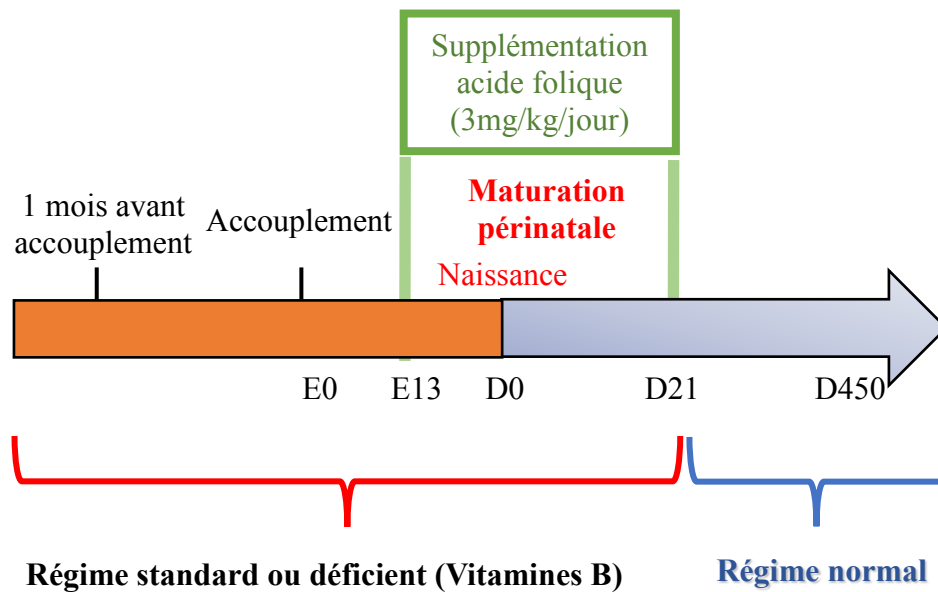 Supplémentation
acide folique
(3mg/kg/jour)
Maturation
périnatale
1 mois avant
accouplement
Accouplement
Naissance
E0
E13
D0
D21
D450
Régime standard ou déficient (Vitamines B)
Régime normal